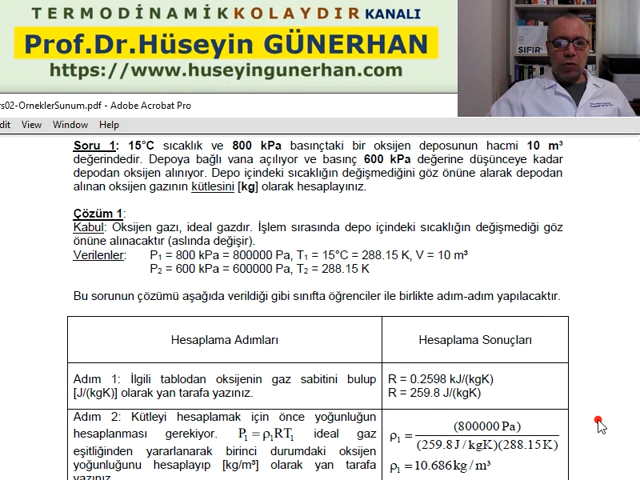 TERMODİNAMİKKOLAYDIR KANALI
Prof.Dr.Hüseyin GÜNERHAN
https://www.huseyingunerhan.com
SIFIR
rs02-OrneklerSunum.pdf - Adobe Acrobat Pro
dit View Window Help
Soru 1: 15°C sıcaklık ve 800 kPa basınçtaki bir oksijen deposunun hacmi 10 m³
değerindedir. Depoya bağlı vana açılıyor ve basınç 600 kPa değerine düşünceye kadar
depodan oksijen alınıyor. Depo içindeki sıcaklığın değişmediğini göz önüne alarak depodan
alınan oksijen gazının kütlesini [kg] olarak hesaplayınız.
Çözüm 1:
Kabul: Oksijen gazı, ideal gazdır. İşlem sırasında depo içindeki sıcaklığın değişmediği göz
önüne alınacaktır (aslında değişir).
Verilenler: P₁ = 800 kPa = 800000 Pa, T₁ = 15°C = 288.15 K, V = 10 m³
P₂ = 600 kPa = 600000 Pa, T₂ = 288.15 K
Bu sorunun çözümü aşağıda verildiği gibi sınıfta öğrenciler ile birlikte adım-adım yapılacaktır.
Hesaplama Adımları
Hesaplama Sonuçları
Adım 1: İlgili tablodan oksijenin gaz sabitini bulup
[J/(kgK)] olarak yan tarafa yazınız.
R = 0.2598 kJ/(kgK)
R = 259.8 J/(kgK)
Adım 2: Kütleyi hesaplamak için önce yoğunluğun
hesaplanması gerekiyor. P₁=ρ₁RT₁ ideal gaz
eşitliğinden yararlanarak birinci durumdaki oksijen
yoğunluğunu hesaplayıp [kg/m³] olarak yan tarafa
yazınız.
ρ₁ = (800000 Pa) / (259.8 J / kgK)(288.15 K)
ρ₁ = 10.686 kg / m³